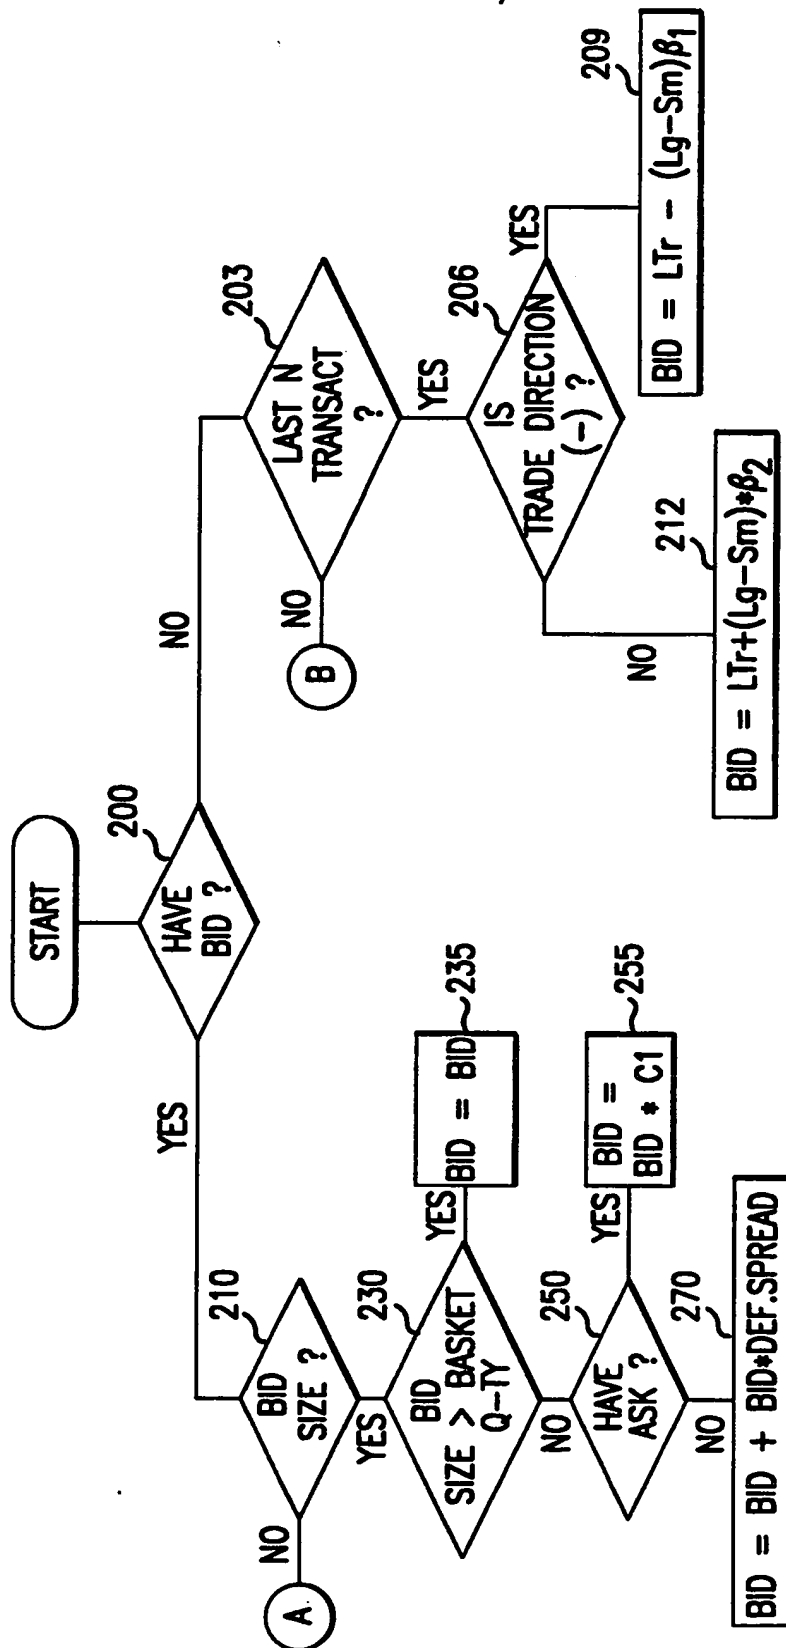 START
200
HAVE
BID ?
YES
NO
210
BID
SIZE ?
NO
A
YES
230
BID
SIZE > BASKET
Q-TY
YES
BID = BID
235
NO
250
HAVE
ASK ?
YES
BID =
BID * C1
255
NO
270
BID = BID + BID*DEF.SPREAD
203
LAST N
TRANSACT
?
NO
B
YES
206
IS
TRADE DIRECTION
(-) ?
YES
209
BID = LTr - (Lg-Sm)β1
NO
212
BID = LTr+(Lg-Sm)*β2